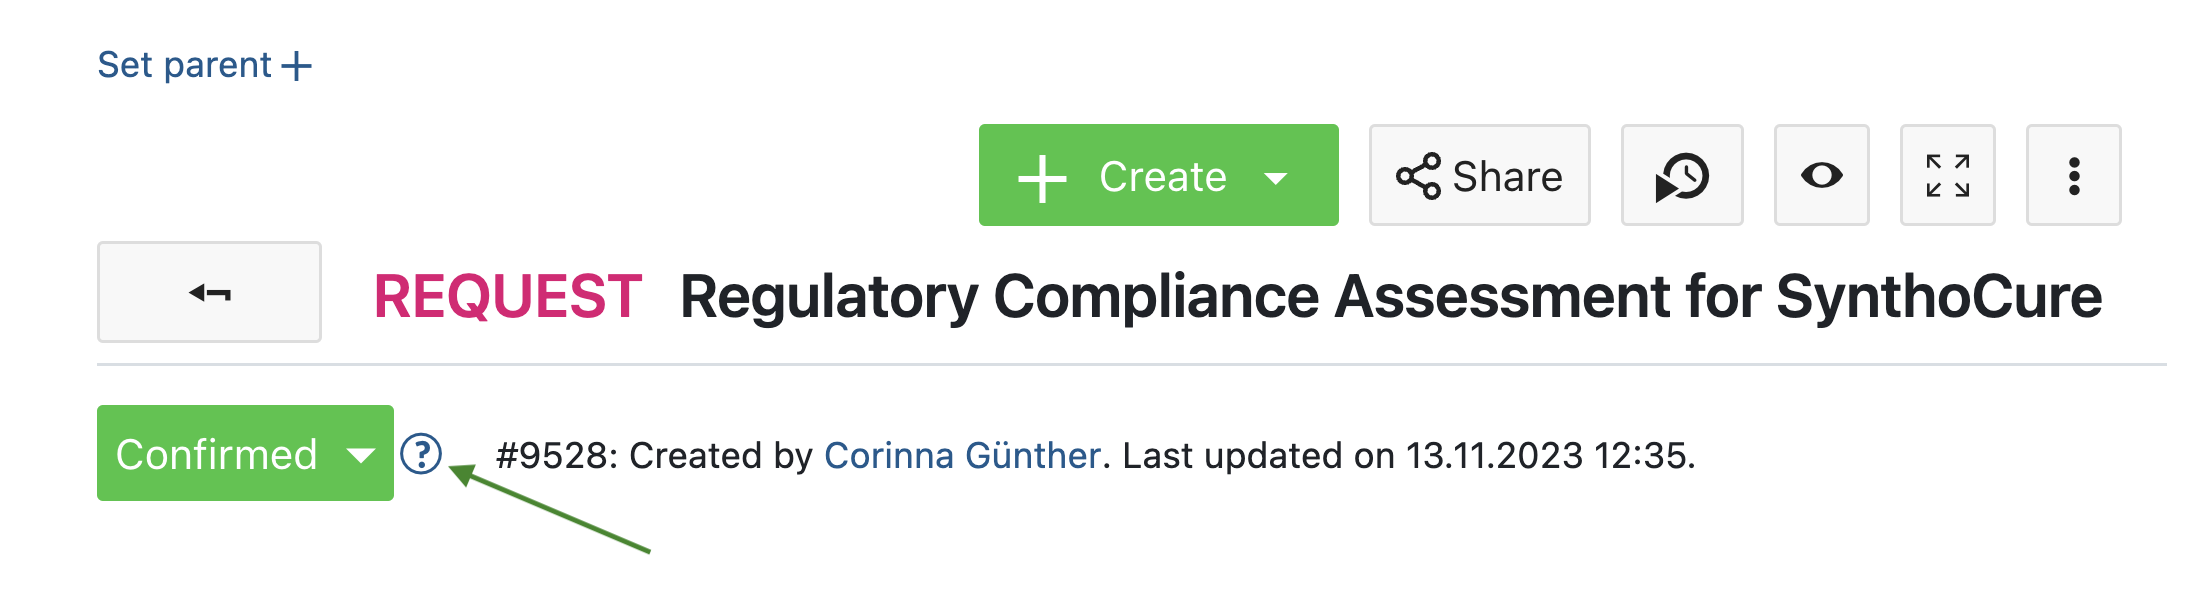 Set parent +
Create
Share
REQUEST Regulatory Compliance Assessment for SynthoCure
Confirmed ? #9528: Created by Corinna Günther. Last updated on 13.11.2023 12:35.